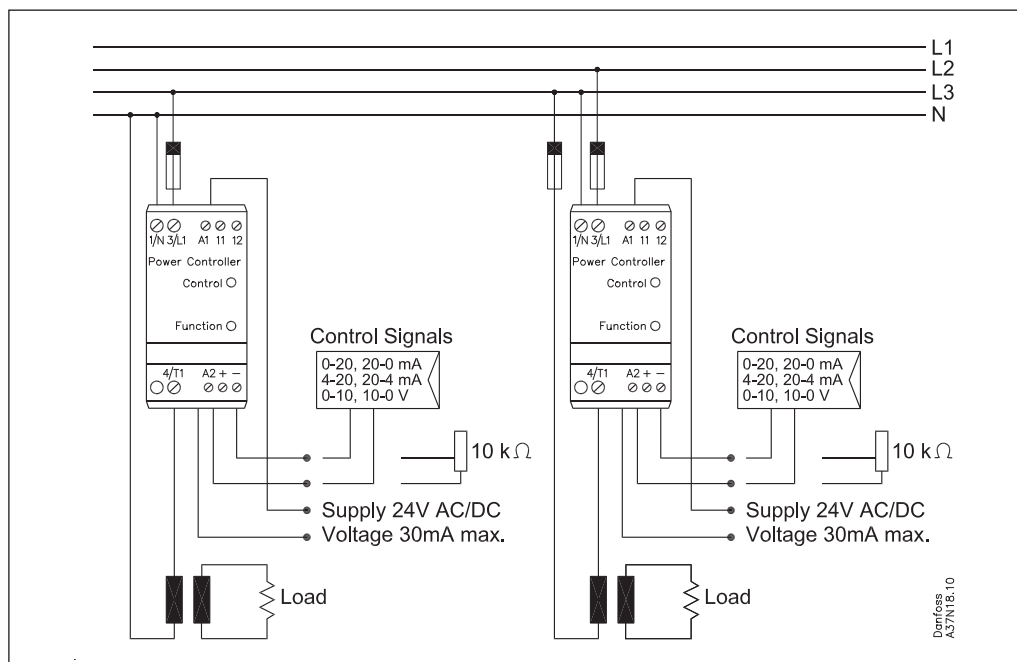 L1
L2
L3
N
1/N 3/L1 A1 11 12
Power Controller
Control
Function
4/T1 A2 + −
Control Signals
0-20, 20-0 mA
4-20, 20-4 mA
0-10, 10-0 V
10 kΩ
Supply 24V AC/DC
Voltage 30mA max.
Load
1/N 3/L1 A1 11 12
Power Controller
Control
Function
4/T1 A2 + −
Control Signals
0-20, 20-0 mA
4-20, 20-4 mA
0-10, 10-0 V
10 kΩ
Supply 24V AC/DC
Voltage 30mA max.
Load
Danfoss
A37N18.10